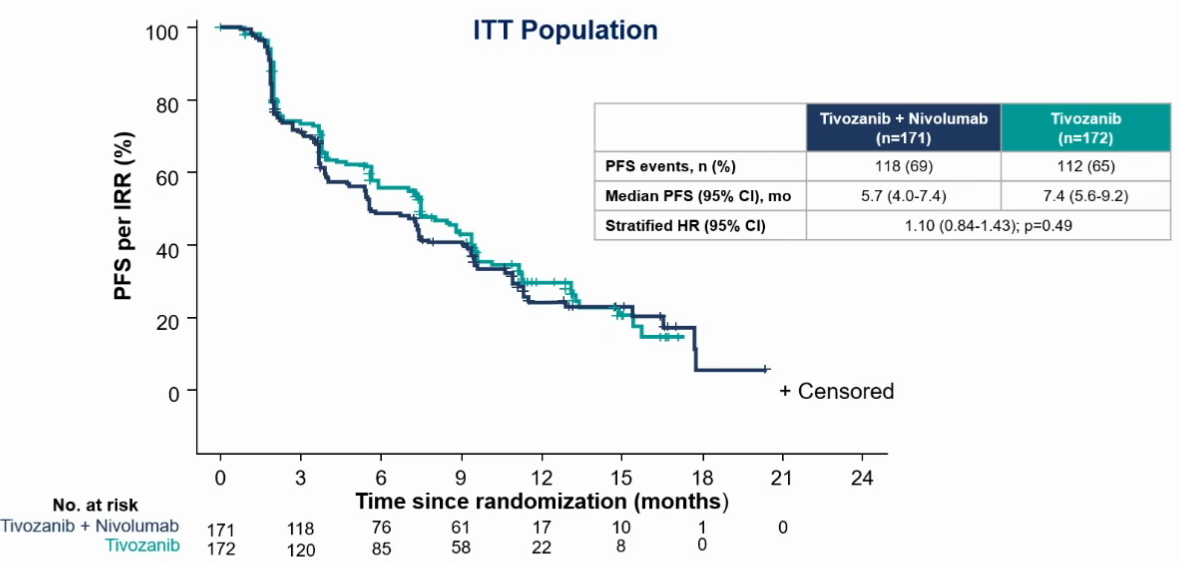 ITT Population
PFS per IRR (%)
100
80
60
40
20
0
Tivozanib + Nivolumab (n=171) Tivozanib (n=172)
PFS events, n (%) 118 (69) 112 (65)
Median PFS (95% CI), mo 5.7 (4.0-7.4) 7.4 (5.6-9.2)
Stratified HR (95% CI) 1.10 (0.84-1.43); p=0.49
+ Censored
0 3 6 9 12 15 18 21 24
Time since randomization (months)
No. at risk
Tivozanib + Nivolumab 171 118 76 61 17 10 1 0
Tivozanib 172 120 85 58 22 8 0